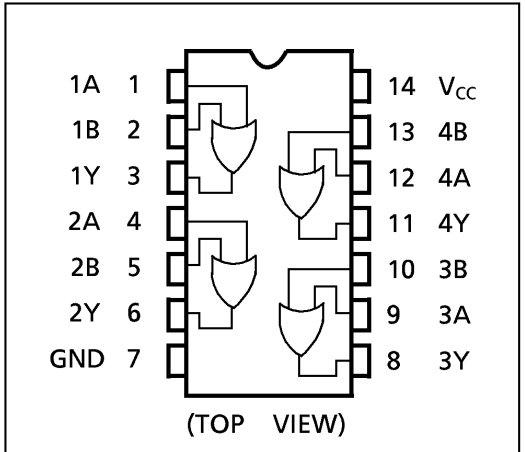 1A 1 14 VCC
1B 2 13 4B
1Y 3 12 4A
2A 4 11 4Y
2B 5 10 3B
2Y 6 9 3A
GND 7 8 3Y
(TOP VIEW)